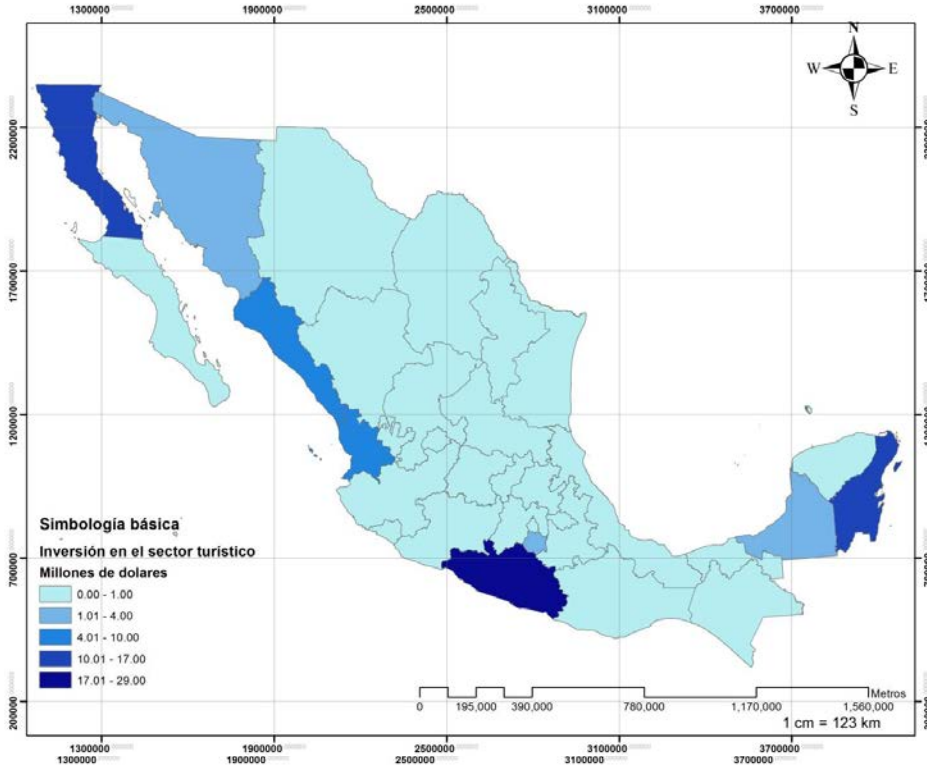 1300000 1900000 2500000 3100000 3700000
N
W E
S
2200000
1700000
1200000
700000
200000
Simbología básica
Inversión en el sector turístico
Millones de dolares
0.00 - 1.00
1.01 - 4.00
4.01 - 10.00
10.01 - 17.00
17.01 - 29.00
Metros
0 195,000 390,000 780,000 1,170,000 1,560,000
1 cm = 123 km
1300000 1900000 2500000 3100000 3700000